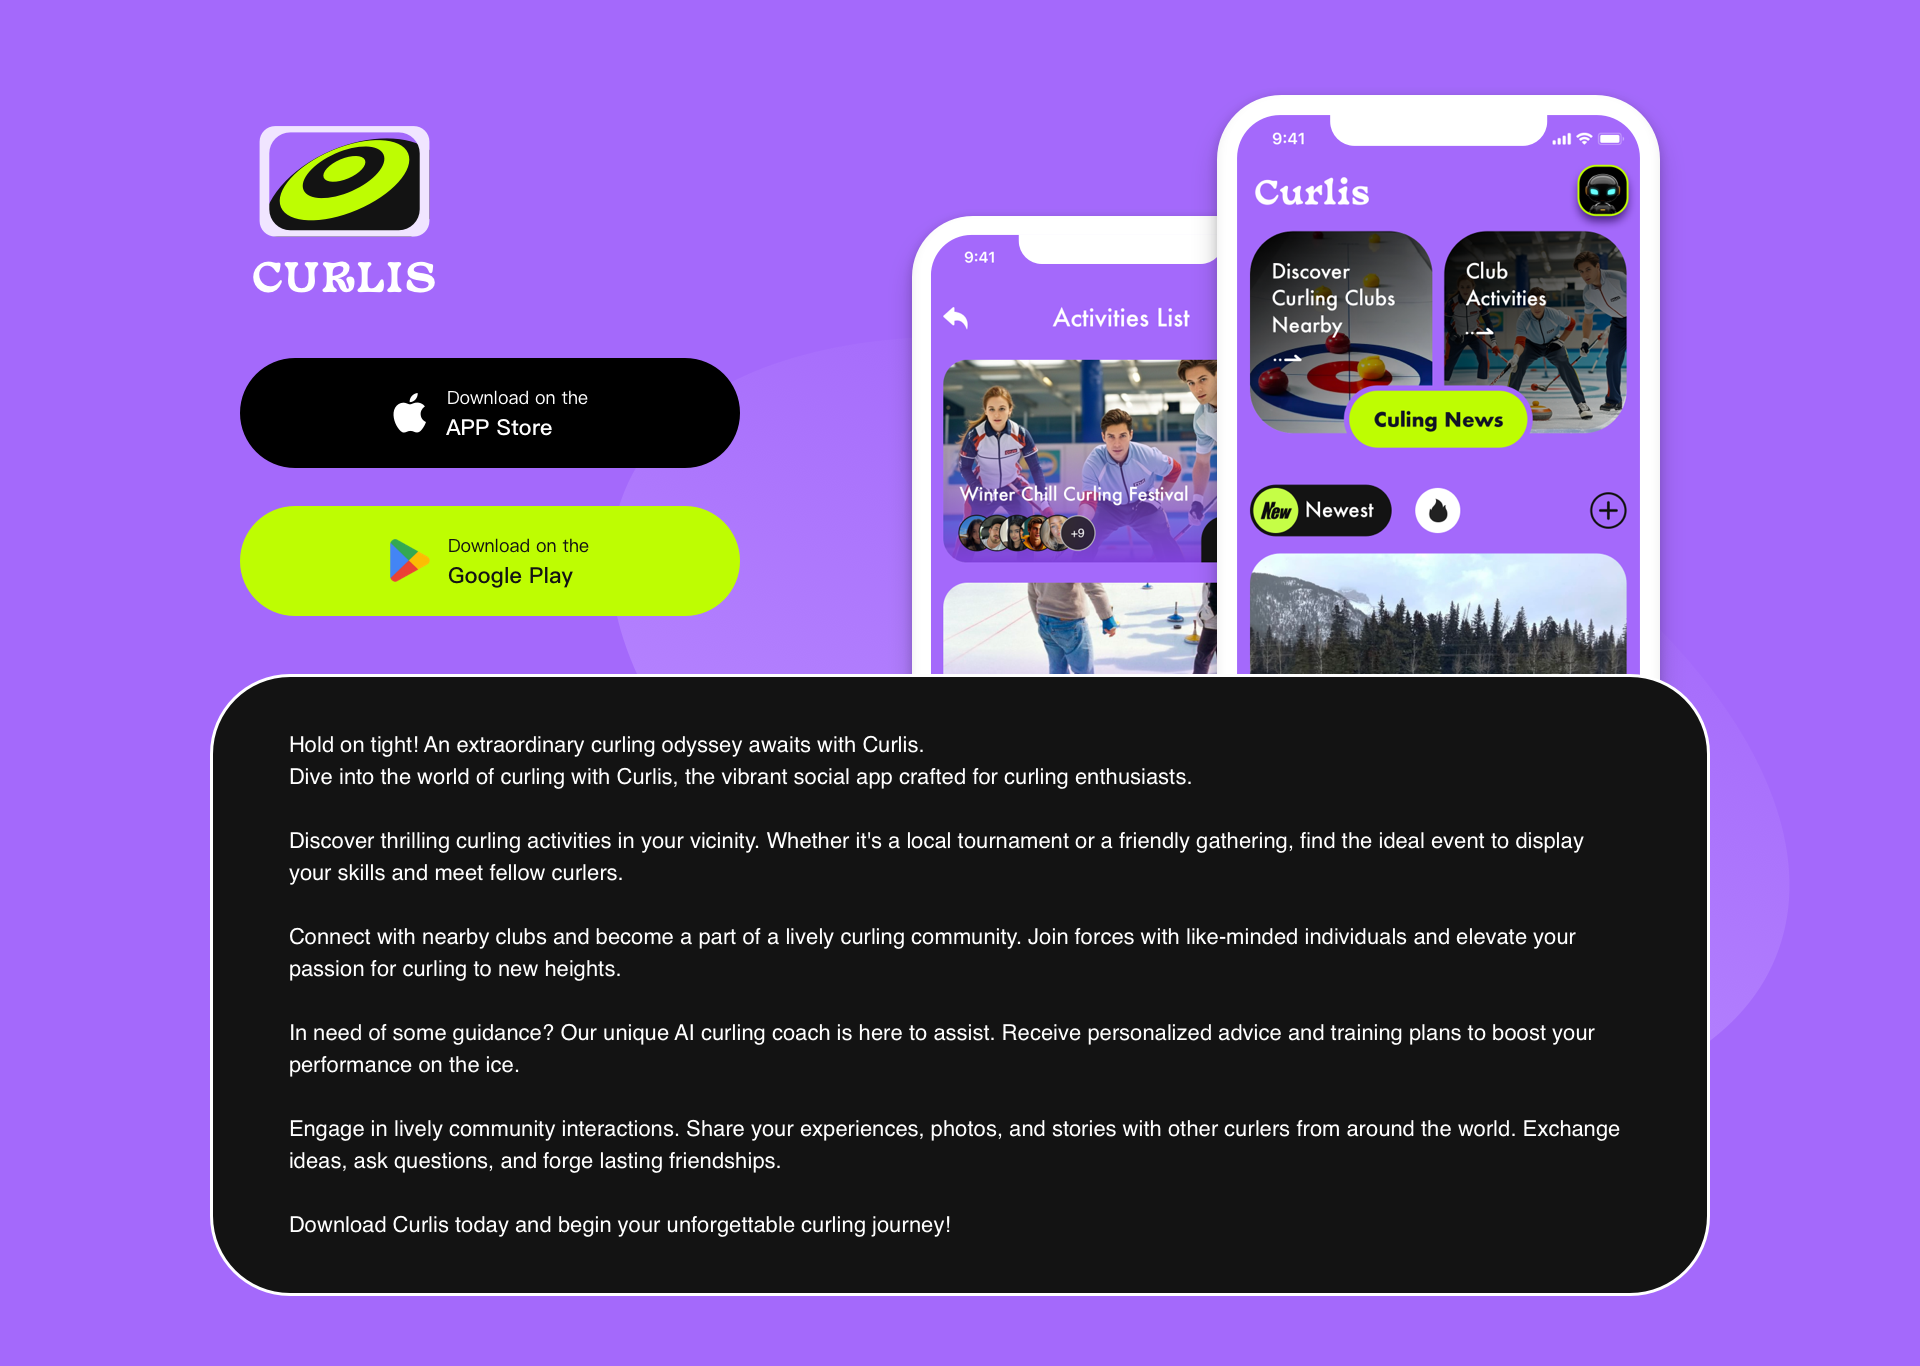 CURLIS
Download on the
APP Store
Download on the
Google Play
9:41
Activities List
Winter Chill Curling Festival
+9
9:41
Curlis
Discover
Curling Clubs
Nearby
Club
Activities
Culing News
New
Newest
Hold on tight! An extraordinary curling odyssey awaits with Curlis.
Dive into the world of curling with Curlis, the vibrant social app crafted for curling enthusiasts.
Discover thrilling curling activities in your vicinity. Whether it's a local tournament or a friendly gathering, find the ideal event to display
your skills and meet fellow curlers.
Connect with nearby clubs and become a part of a lively curling community. Join forces with like-minded individuals and elevate your
passion for curling to new heights.
In need of some guidance? Our unique AI curling coach is here to assist. Receive personalized advice and training plans to boost your
performance on the ice.
Engage in lively community interactions. Share your experiences, photos, and stories with other curlers from around the world. Exchange
ideas, ask questions, and forge lasting friendships.
Download Curlis today and begin your unforgettable curling journey!